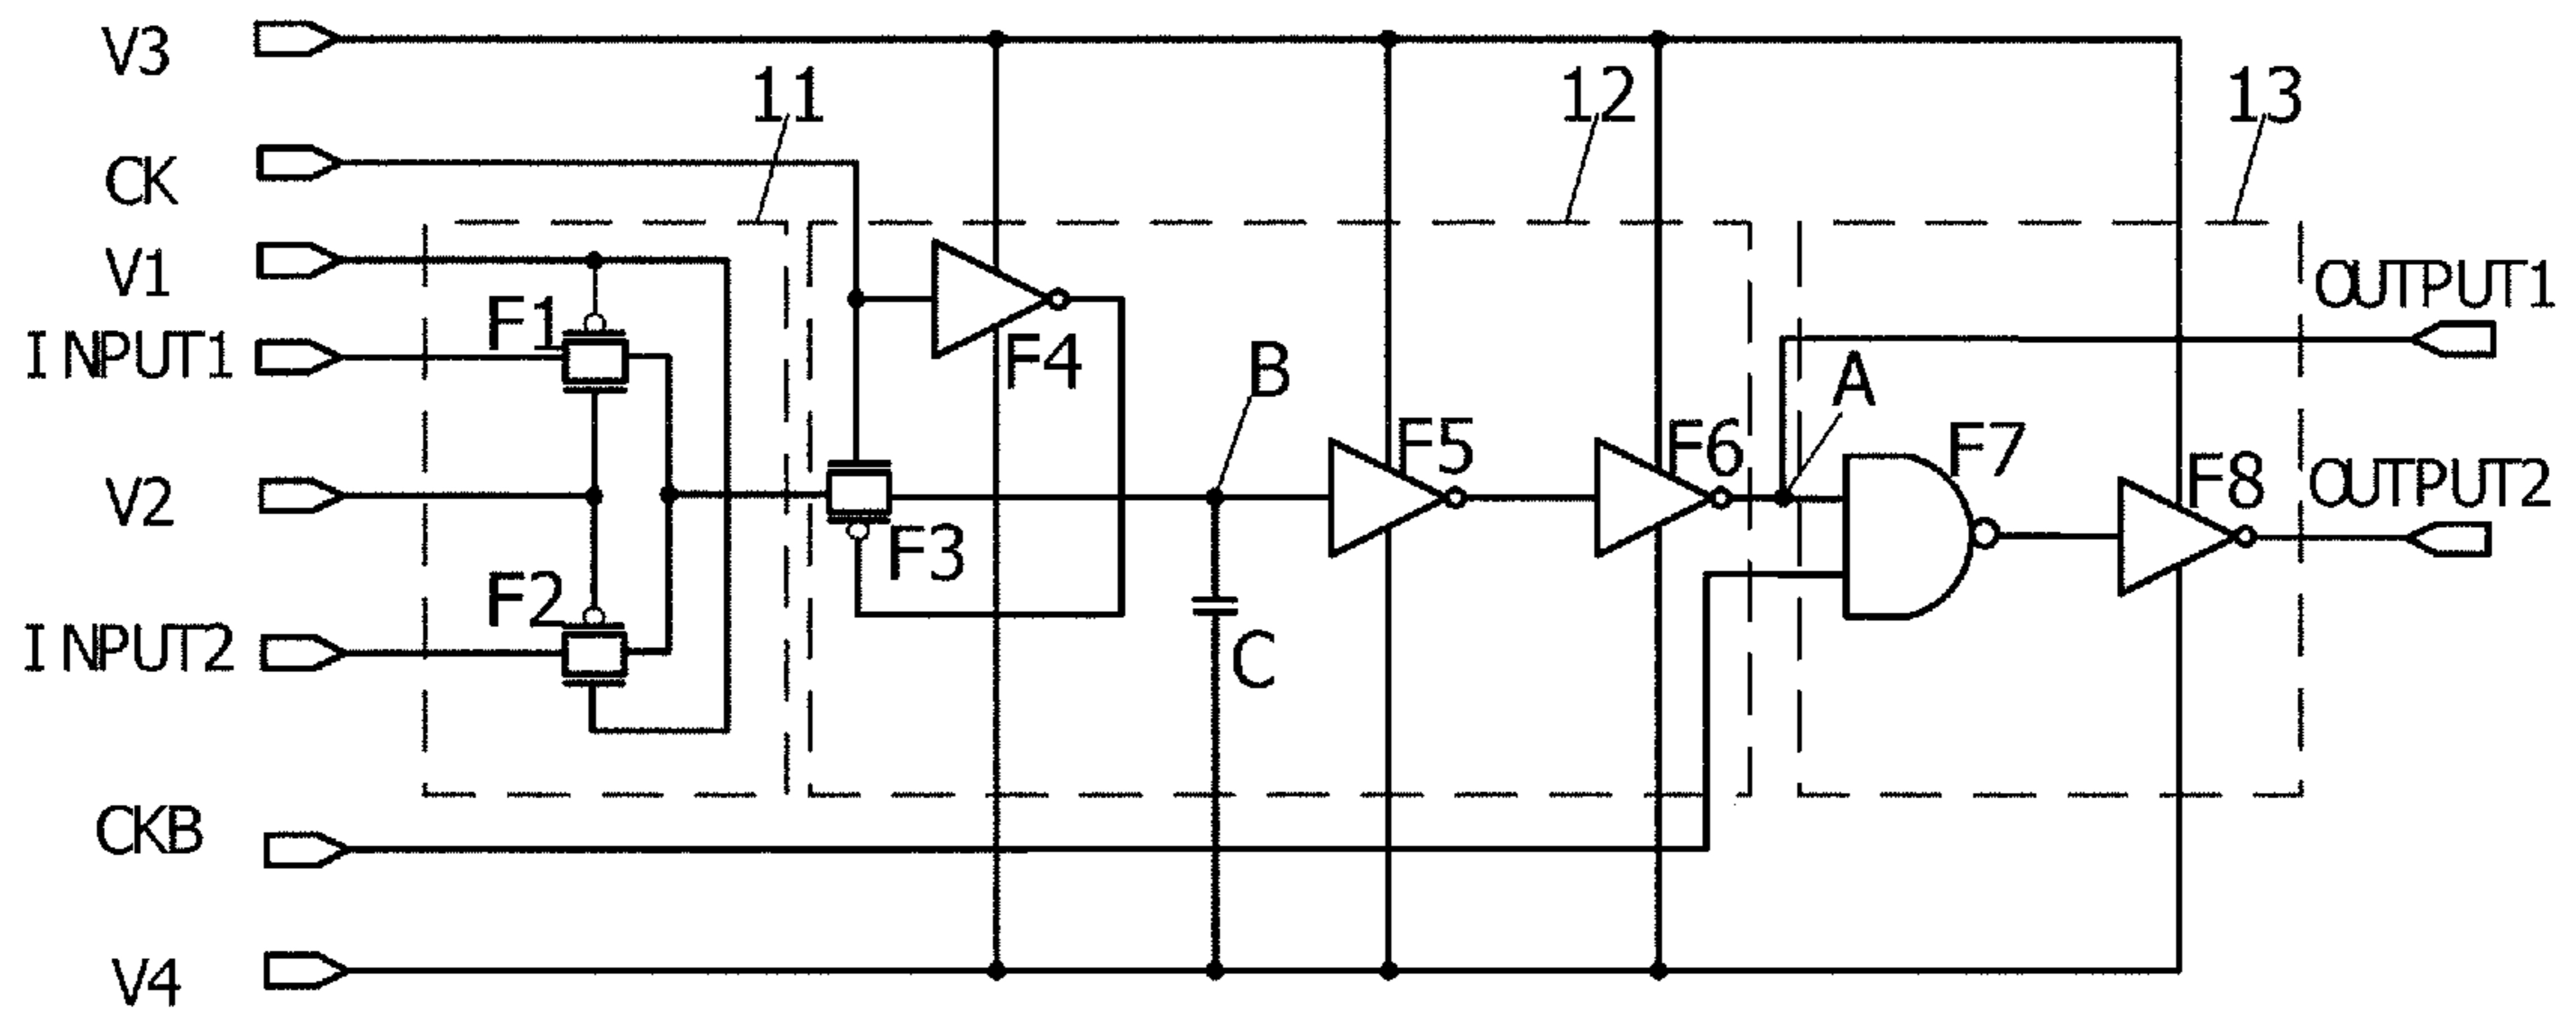 V3
11
12
13
CK
V1
OUTPUT1
F1
INPUT1
F4
B
A
F5
F6
F7
V2
F8
OUTPUT2
F3
F2
INPUT2
C
CKB
V4